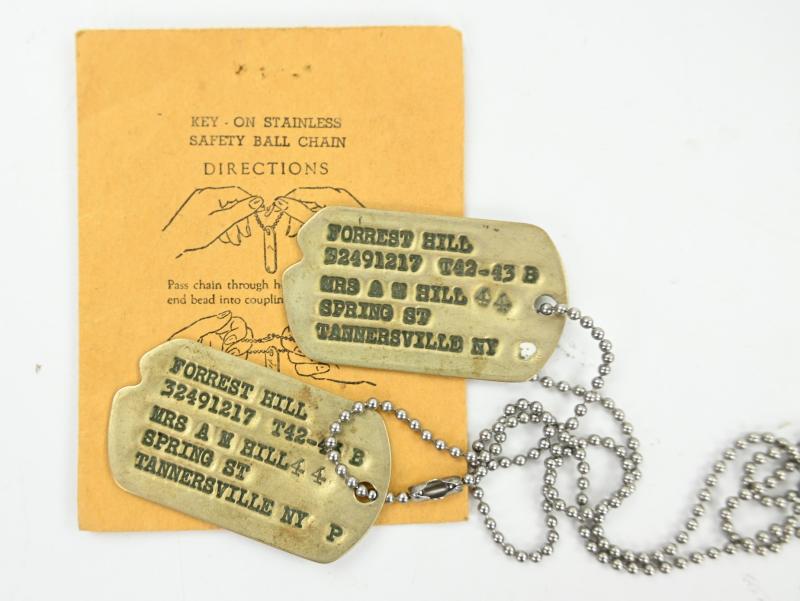 KEY - ON STAINLESS
SAFETY BALL CHAIN
DIRECTIONS
Pass chain through
end bead into couplin
FORREST HILL
32491217 T42-43 B
MRS A M HILL 44
SPRING ST
TANNERSVILLE NY
FORREST HILL
32491217 T42-43 B
MRS A M HILL 44
SPRING ST
TANNERSVILLE NY P